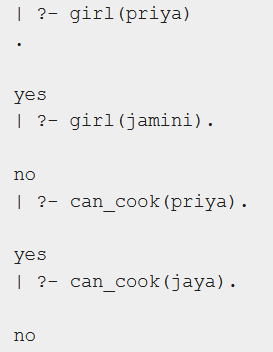 | ?- girl(priya)
.
yes
| ?- girl(jamini).
no
| ?- can_cook(priya).
yes
| ?- can_cook(jaya).
no